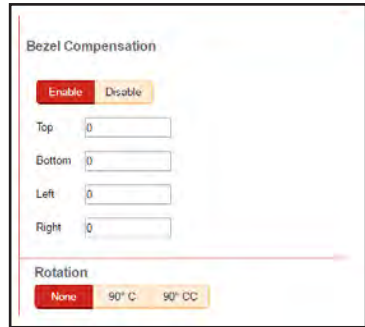 Bezel Compensation
Enable Disable
Top 0
Bottom 0
Left 0
Right 0
Rotation
None 90° C 90° CC